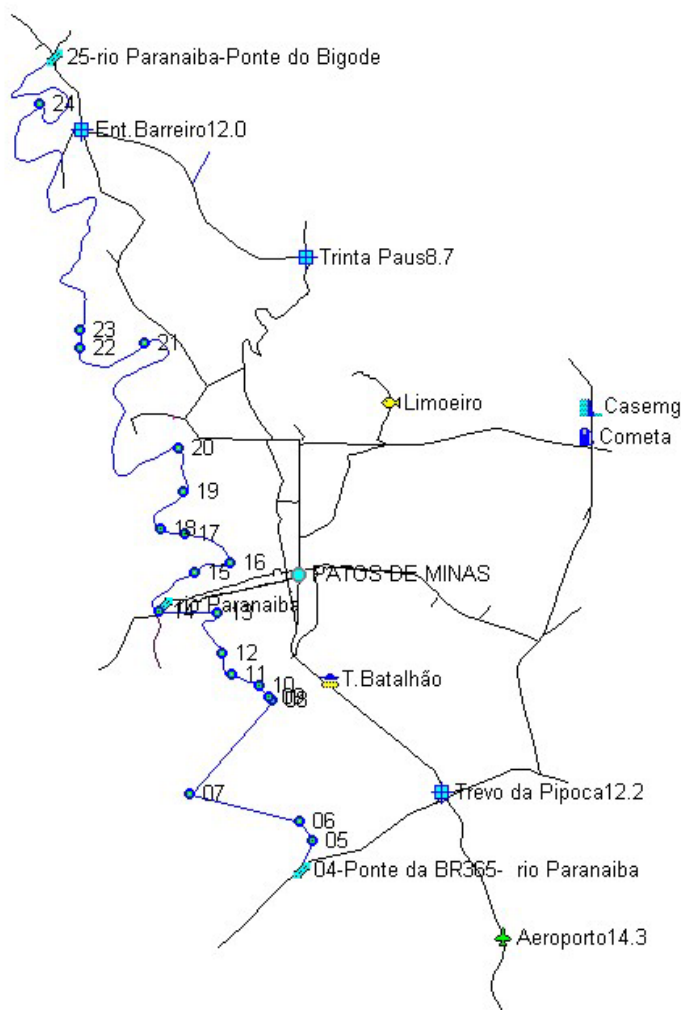 25-rio Paranaiba-Ponte do Bigode
24
Ent.Barreiro12.0
Trinta Paus8.7
23
22
21
Limoeiro
Casemg
Cometa
20
19
18
17
16
15
PATOS DE MINAS
14
rio Paranaiba
13
12
11
10
09
08
T.Batalhão
07
Trevo da Pipoca12.2
06
05
04-Ponte da BR365- rio Paranaiba
Aeroporto14.3